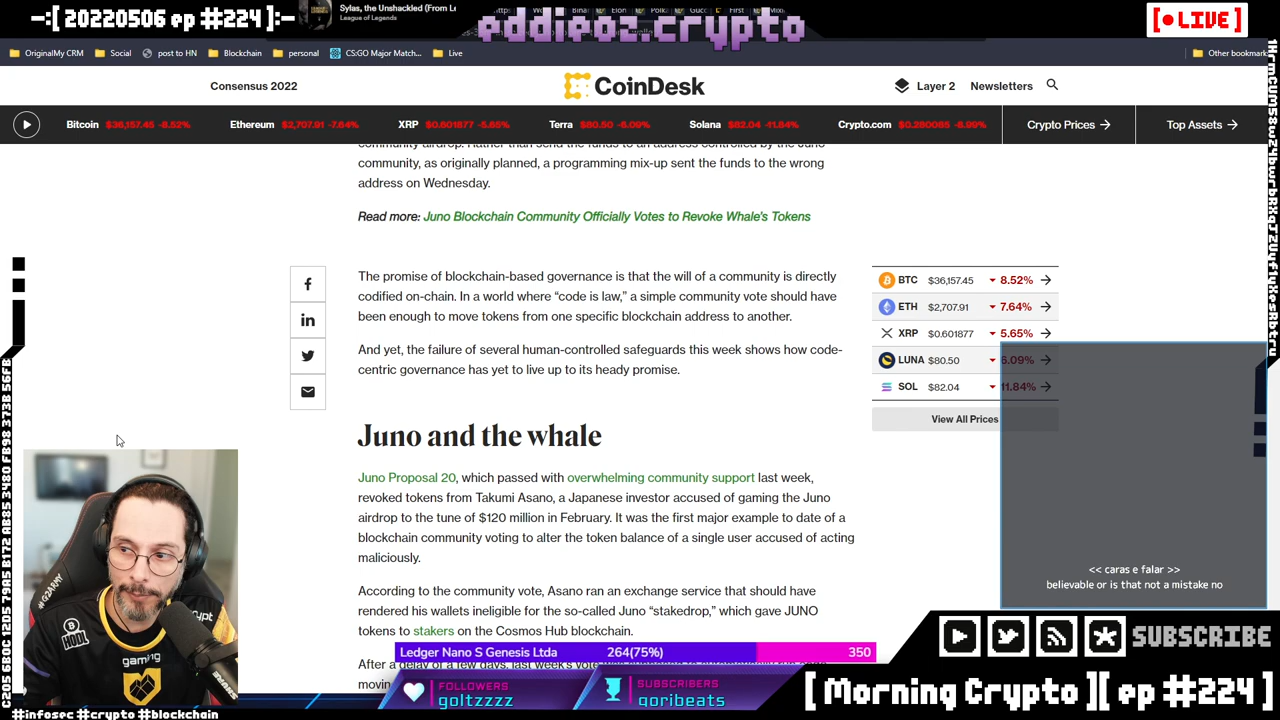 -:[ 20220506 ep #224 ]:-
Sylas, the Unshackled (From Le
League of Legends
[●LIVE]
OriginalMy CRM
Social
post to HN
Blockchain
personal
CS:GO Major Match...
Live
Other bookmark
Consensus 2022
CoinDesk
Layer 2
Newsletters
Bitcoin $36,157.45 -8.52%
Ethereum $2,707.91 -7.64%
XRP $0.601877 -5.65%
Terra $80.50 -6.09%
Solana $82.04 -11.84%
Crypto.com $0.280085 -6.99%
Crypto Prices →
Top Assets →
community airdrop. Rather than send the funds to an address controlled by the Juno
community, as originally planned, a programming mix-up sent the funds to the wrong
address on Wednesday.
Read more: Juno Blockchain Community Officially Votes to Revoke Whale's Tokens
The promise of blockchain-based governance is that the will of a community is directly
codified on-chain. In a world where “code is law,” a simple community vote should have
been enough to move tokens from one specific blockchain address to another.
And yet, the failure of several human-controlled safeguards this week shows how code-
centric governance has yet to live up to its heady promise.
BTC $36,157.45 8.52%
ETH $2,707.91 7.64%
XRP $0.601877 5.65%
LUNA $80.50 6.09%
SOL $82.04 11.84%
View All Prices
Juno and the whale
Juno Proposal 20, which passed with overwhelming community support last week,
revoked tokens from Takumi Asano, a Japanese investor accused of gaming the Juno
airdrop to the tune of $120 million in February. It was the first major example to date of a
blockchain community voting to alter the token balance of a single user accused of acting
maliciously.
According to the community vote, Asano ran an exchange service that should have
rendered his wallets ineligible for the so-called Juno “stakedrop,” which gave JUNO
tokens to stakers on the Cosmos Hub blockchain.
<< caras e falar >>
believable or is that not a mistake no
gaming
Ledger Nano S Genesis Ltda 264(75%) 350
FOLLOWERS
goltzzzz
SUBSCRIBERS
goribeats
SUBSCRIBE
[ Morning Crypto ][ ep #224 ]
#infosec #crypto #blockchain